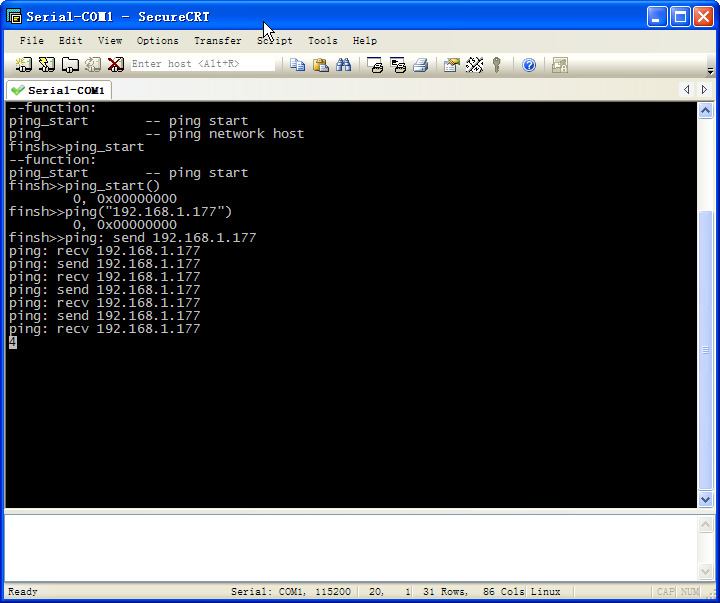 Serial-COM1 - SecureCRT
File Edit View Options Transfer Script Tools Help
Enter host <Alt+R>
Serial-COM1
--function:
ping_start       -- ping start
ping             -- ping network host
finsh>>ping_start
--function:
ping_start       -- ping start
finsh>>ping_start()
        0, 0x00000000
finsh>>ping("192.168.1.177")
        0, 0x00000000
finsh>>ping: send 192.168.1.177
ping: recv 192.168.1.177
ping: send 192.168.1.177
ping: recv 192.168.1.177
ping: send 192.168.1.177
ping: recv 192.168.1.177
ping: send 192.168.1.177
ping: recv 192.168.1.177
4
Ready Serial: COM1, 115200 20, 1 31 Rows, 86 Cols Linux CAP NUM